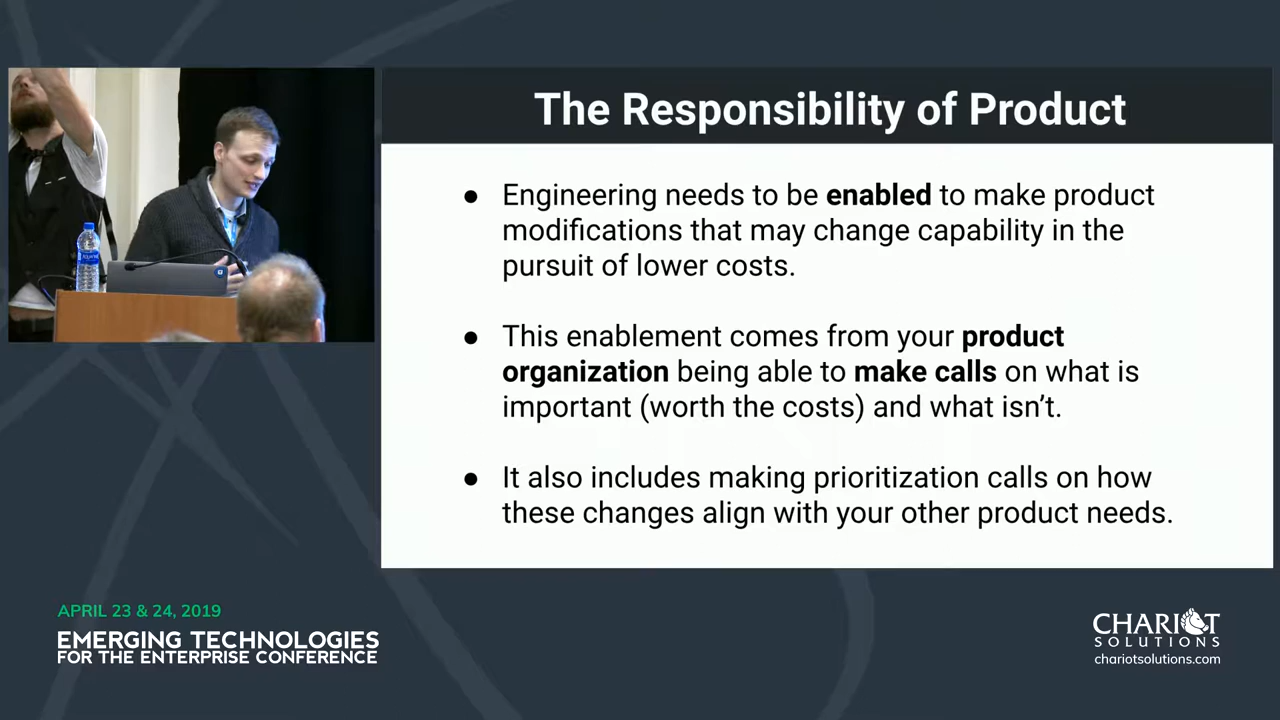 The Responsibility of Product
● Engineering needs to be enabled to make product
modifications that may change capability in the
pursuit of lower costs.
● This enablement comes from your product
organization being able to make calls on what is
important (worth the costs) and what isn’t.
● It also includes making prioritization calls on how
these changes align with your other product needs.
APRIL 23 & 24, 2019
EMERGING TECHNOLOGIES
FOR THE ENTERPRISE CONFERENCE
CHARIOT
SOLUTIONS
chariotsolutions.com